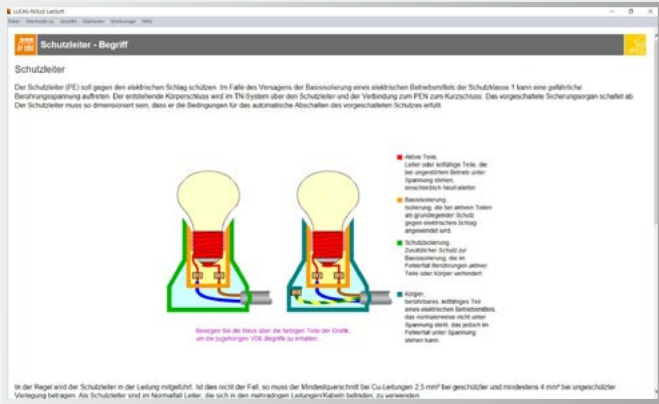 LUCAS-NÜLLE LabSoft
Schutzleiter - Begriff
Schutzleiter
Der Schutzleiter (PE) soll gegen den elektrischen Schlag schützen. Im Falle des Versagens der Basisisolierung eines elektrischen Betriebsmittels der Schutzklasse 1 kann eine gefährliche
Berührungsspannung auftreten. Der entstehende Körperschluss wird im TN-System über den Schutzleiter und der Verbindung zum PEN zum Kurzschluss. Das vorgeschaltete Sicherungsorgan schaltet ab.
Der Schutzleiter muss so dimensioniert sein, dass er die Bedingungen für das automatische Abschalten des vorgeschalteten Schutzes erfüllt.
Aktive Teile,
Leiter oder leitfähige Teile, die
bei ungestörtem Betrieb unter
Spannung stehen,
einschließlich Neutralleiter
Basisisolierung,
Isolierung, die bei aktiven Teilen
als grundlegender Schutz
gegen elektrischen Schlag
angewendet wird.
Schutzisolierung,
Zusätzlicher Schutz zur
Basisisolierung, die im
Fehlerfall Berührungen aktiver
Teile oder Körper verhindert.
Körper,
berührbares, leitfähiges Teil
eines elektrischen Betriebsmittels,
das normalerweise nicht unter
Spannung steht, das jedoch im
Fehlerfall unter Spannung
stehen kann.
Bewegen Sie die Maus über die farbigen Teile der Grafik,
um die zugehörigen VDE-Begriffe zu erhalten.
In der Regel wird der Schutzleiter in der Leitung mitgeführt. Ist dies nicht der Fall, so muss der Mindestquerschnitt bei Cu-Leitungen 2,5 mm² bei geschützter und mindestens 4 mm² bei ungeschützter
Verlegung betragen. Als Schutzleiter sind im Normalfall Leiter, die sich in den mehradrigen Leitungen/Kabeln befinden, zu verwenden.